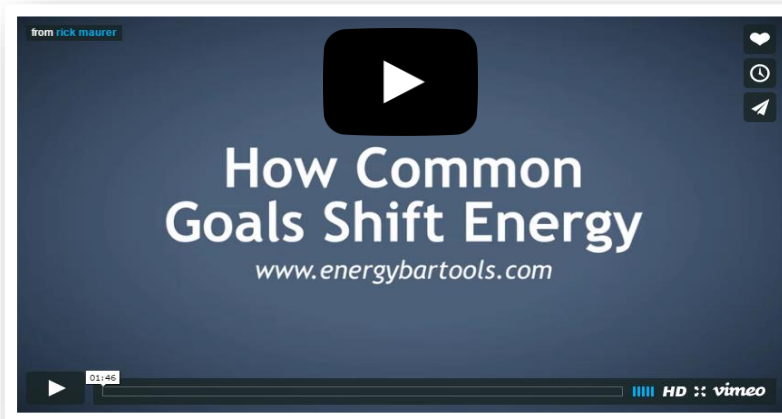 from rick maurer
How Common
Goals Shift Energy
www.energybartools.com
01:46
HD vimeo